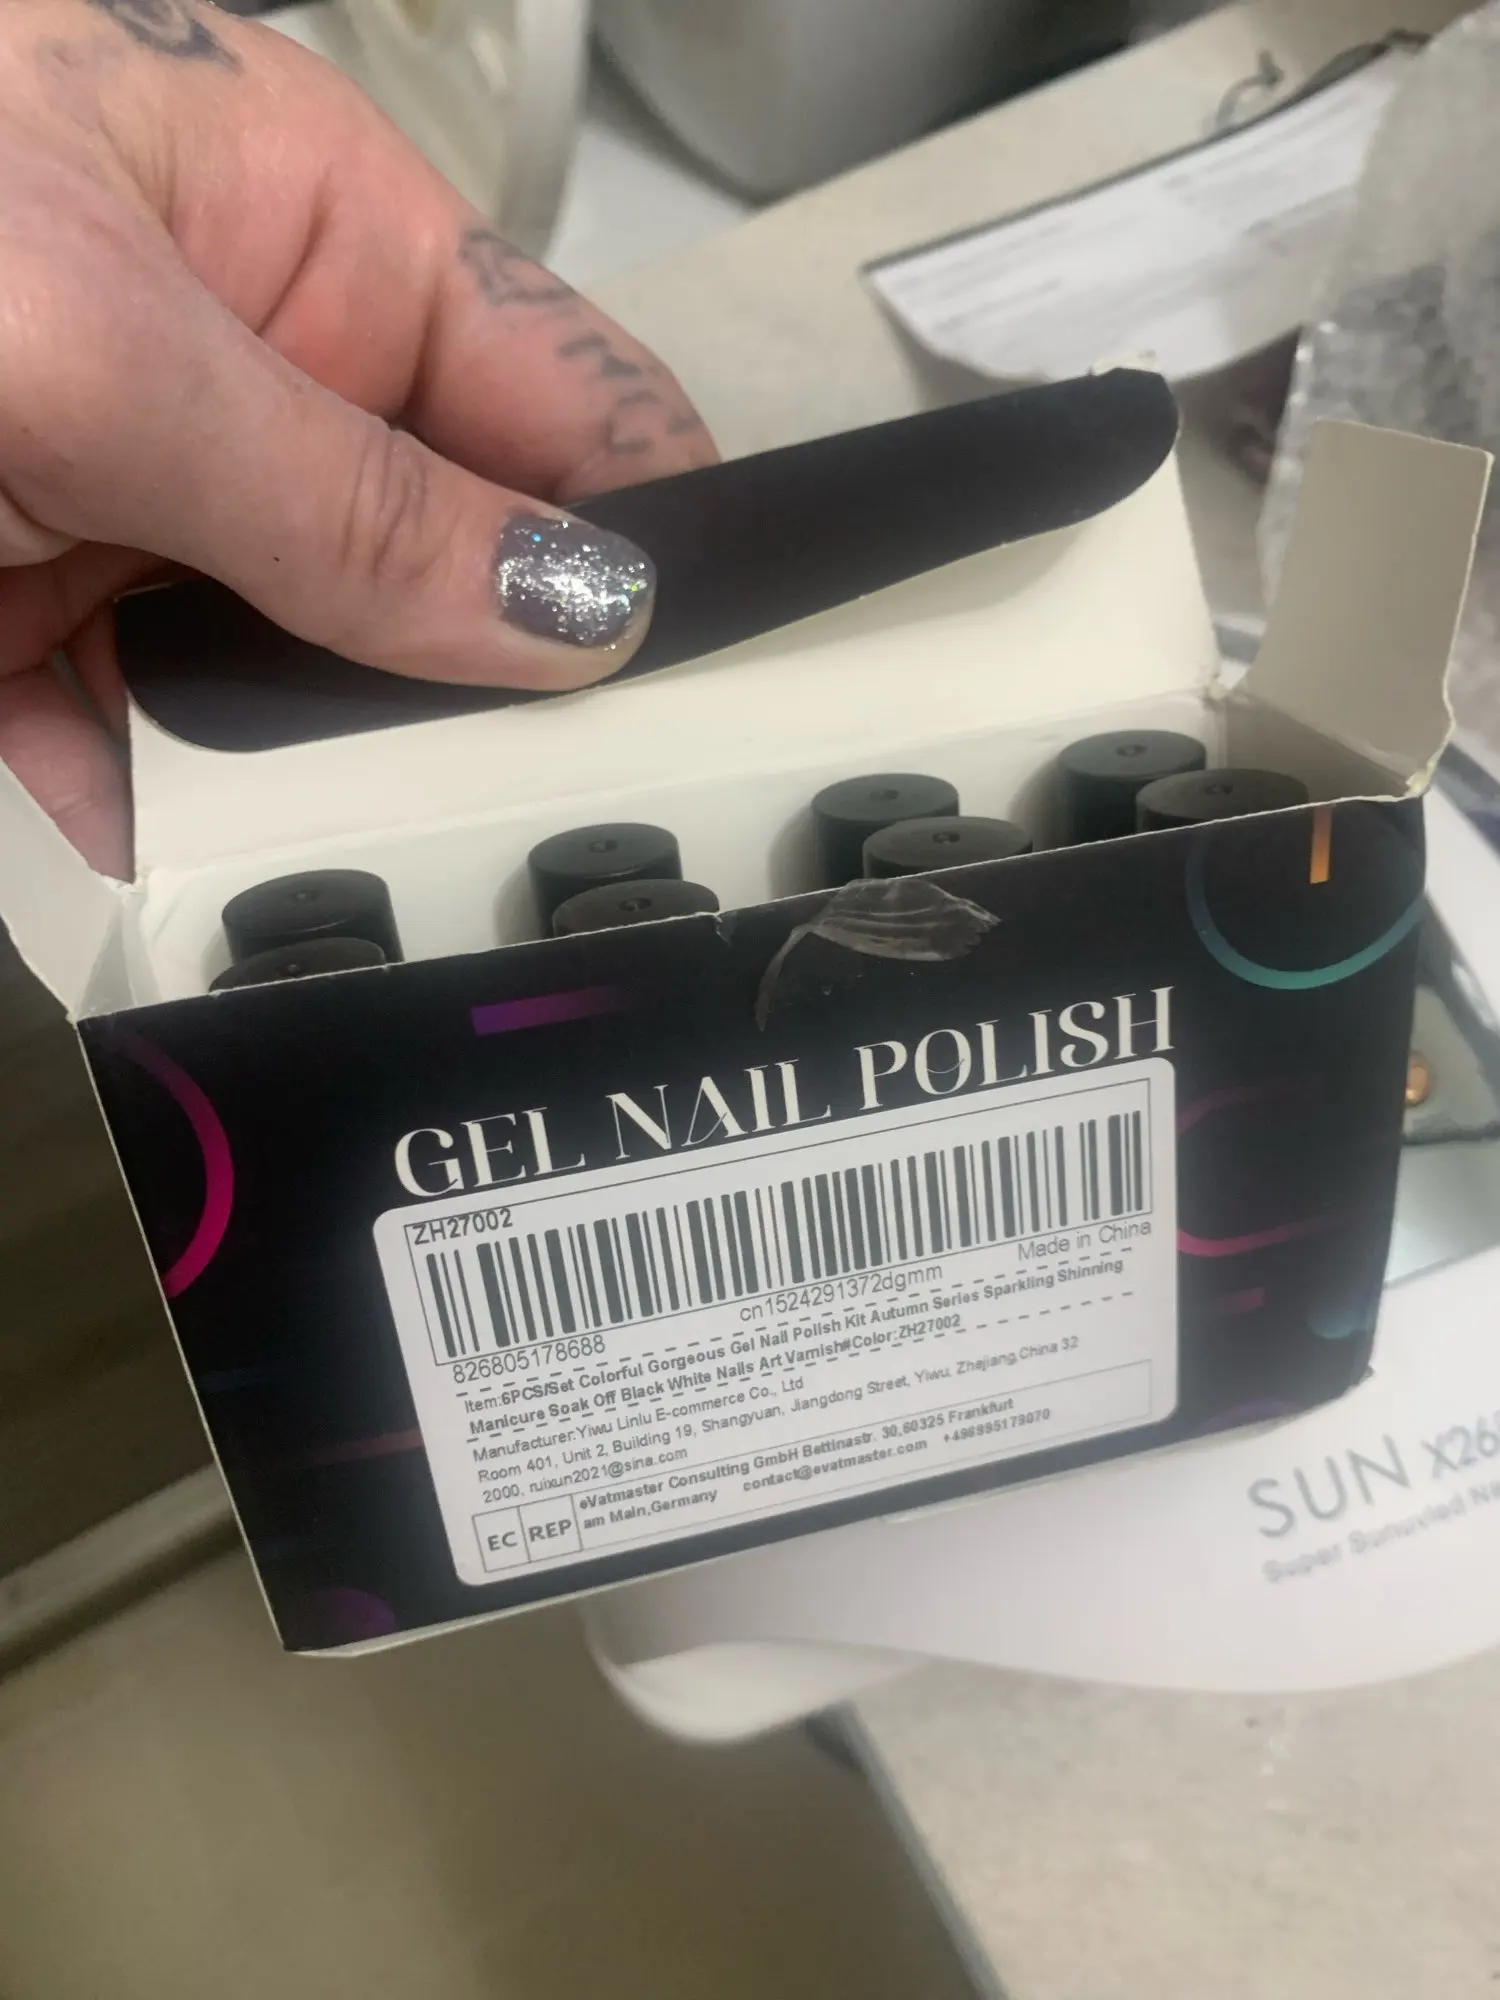 GEL NAIL POLISH
ZH27002
826805178688
cn1524291372dgmm
Made in China
Item:6PCS/Set Colorful Gorgeous Gel Nail Polish Kit Autumn Series Sparkling Shinning
Manicure Soak Off Black White Nails Art Varnish#Color:ZH27002
Manufacturer:Yiwu Linlu E-commerce Co., Ltd
Room 401, Unit 2, Building 19, Shangyuan, Jiangdong Street, Yiwu, Zhejiang,China 32
2000, ruixun2021@sina.com
EC REP
eVatmaster Consulting GmbH Bettinastr. 30,60325 Frankfurt
am Main,Germany contact@evatmaster.com +496995179070
SUN
Super